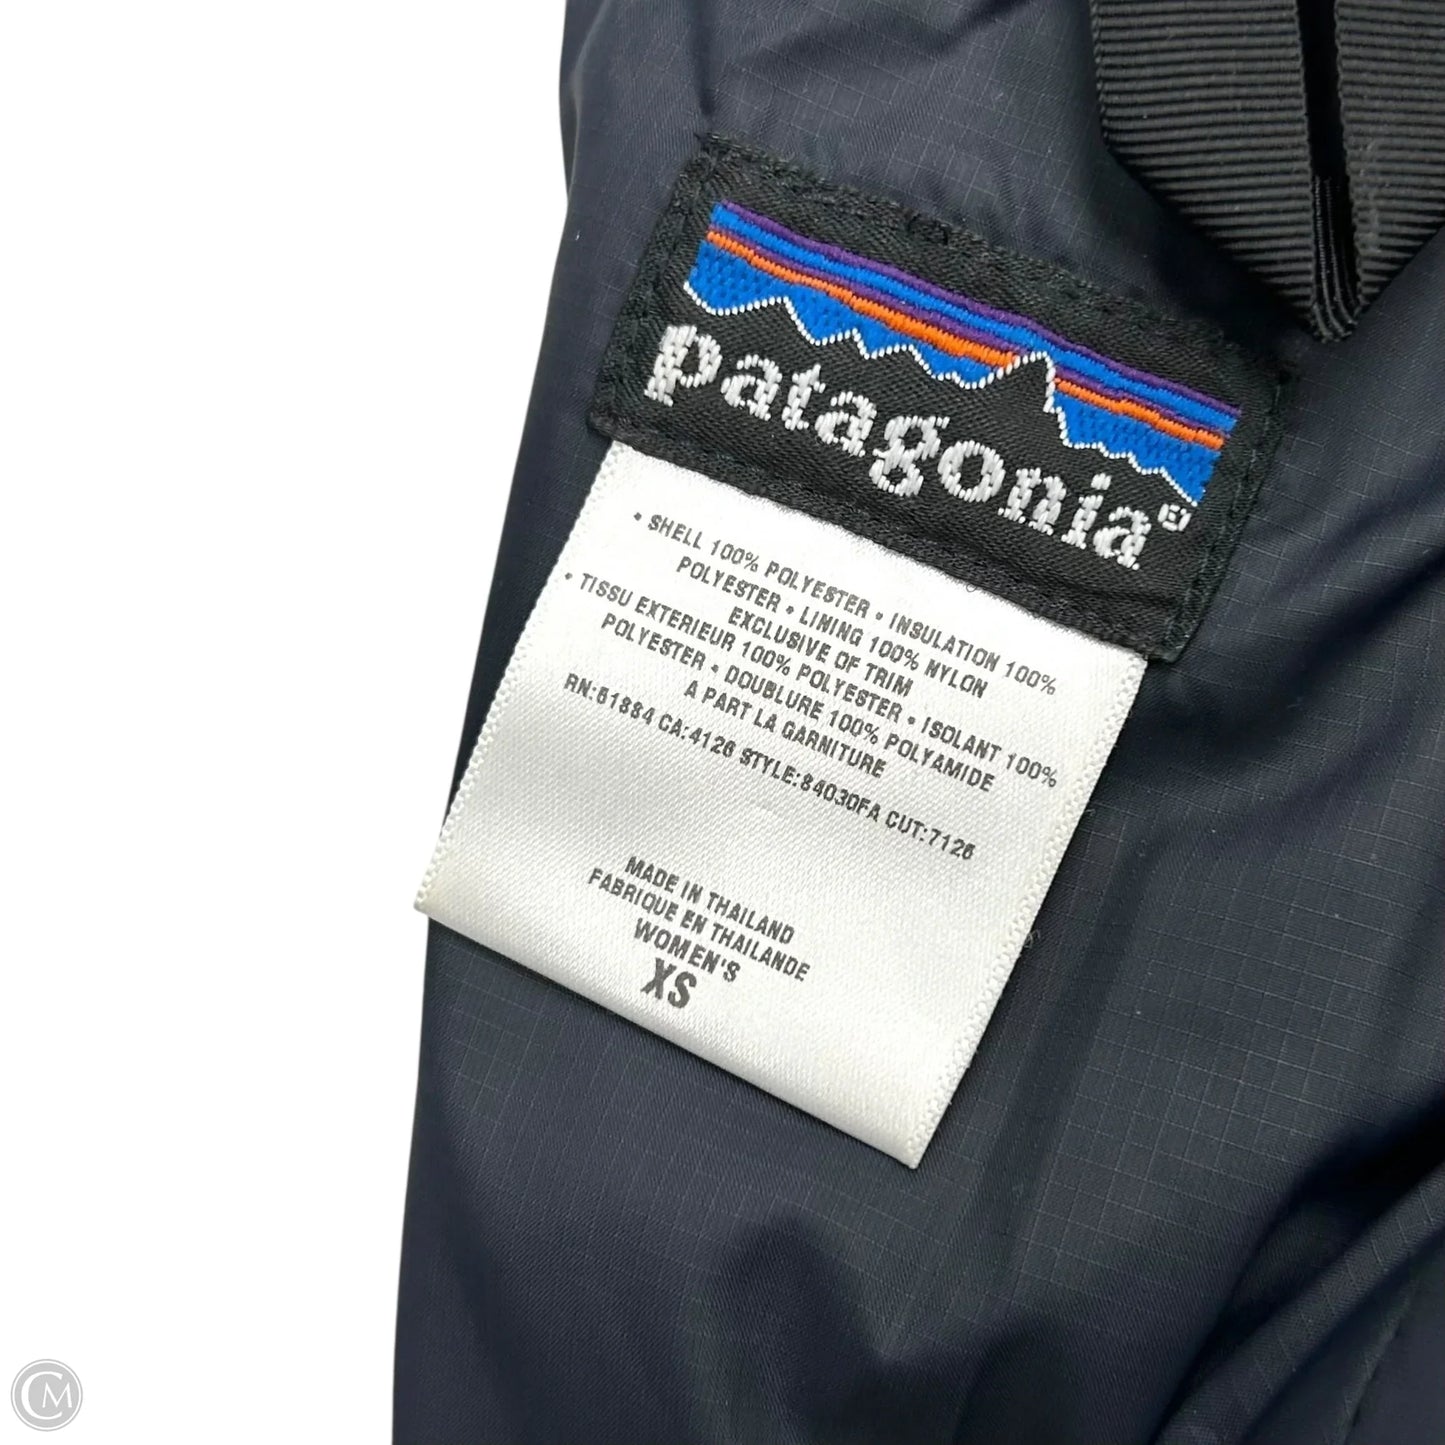 patagonia®
• SHELL 100% POLYESTER • INSULATION 100%
POLYESTER • LINING 100% NYLON
EXCLUSIVE OF TRIM
• TISSU EXTERIEUR 100% POLYESTER • ISOLANT 100%
POLYESTER • DOUBLURE 100% POLYAMIDE
A PART LA GARNITURE
RN:51884 CA:4126 STYLE:84030FA CUT:7126
MADE IN THAILAND
FABRIQUE EN THAILANDE
WOMEN'S
XS
CM